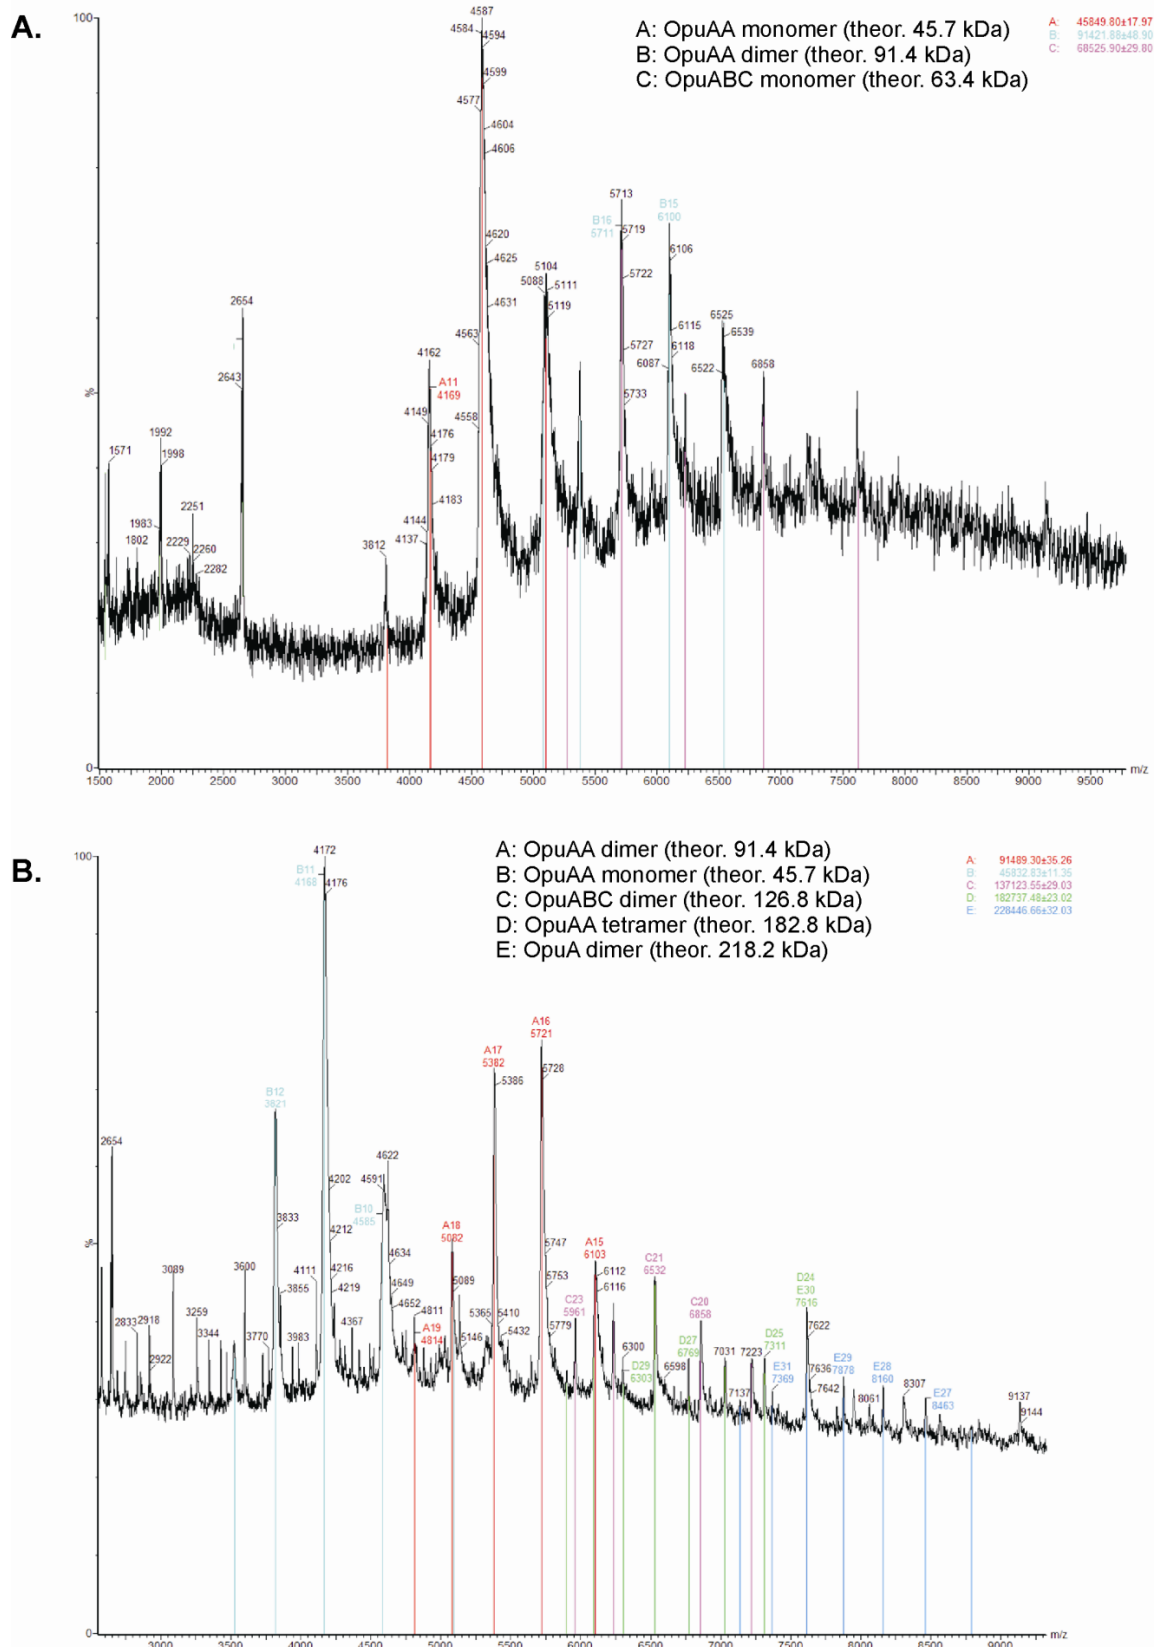 A.
A: OpuAA monomer (theor. 45.7 kDa)
B: OpuAA dimer (theor. 91.4 kDa)
C: OpuABC monomer (theor. 63.4 kDa)
A: 45849.80±17.97
B: 91421.88±48.90
C: 68525.90±29.80
100
%
0
4587
4584
4594
4599
4577
4604
4606
4620
4625
4631
4563
4558
5104
5088
5111
5119
5713
B16
5711
5719
5722
5727
5733
B15
6100
6106
6115
6118
6087
6525
6539
6522
6858
2654
2643
4162
A11
4169
4149
4176
4179
4183
4144
4137
3812
1571
1992
1998
1983
1802
2251
2229
2260
2282
1500 2000 2500 3000 3500 4000 4500 5000 5500 6000 6500 7000 7500 8000 8500 9000 9500
m/z
B.
A: OpuAA dimer (theor. 91.4 kDa)
B: OpuAA monomer (theor. 45.7 kDa)
C: OpuABC dimer (theor. 126.8 kDa)
D: OpuAA tetramer (theor. 182.8 kDa)
E: OpuA dimer (theor. 218.2 kDa)
A: 91489.30±35.26
B: 45832.83±11.35
C: 137123.55±29.03
D: 182737.48±23.02
E: 228446.66±32.03
100
%
0
4172
B11
4168
4176
B12
3821
3833
3855
2654
2833
2918
2922
3089
3259
3344
3600
3770
3983
4111
4202
4212
4216
4219
4367
4622
4591
B10
4585
4634
4649
4652
4811
A19
4814
A18
5082
5089
5146
A17
5382
5386
5365
5410
5432
A16
5721
5728
5747
5753
5779
C23
5961
A15
6103
6112
6116
6300
D29
6303
C21
6532
6598
D27
6769
C20
6858
7031
7137
7223
D25
7311
E31
7369
D24
E30
7616
7622
7636
7642
E29
7878
8061
E28
8160
8307
E27
8463
9137
9144
3000 3500 4000 4500 5000 5500 6000 6500 7000 7500 8000 8500 9000
m/z